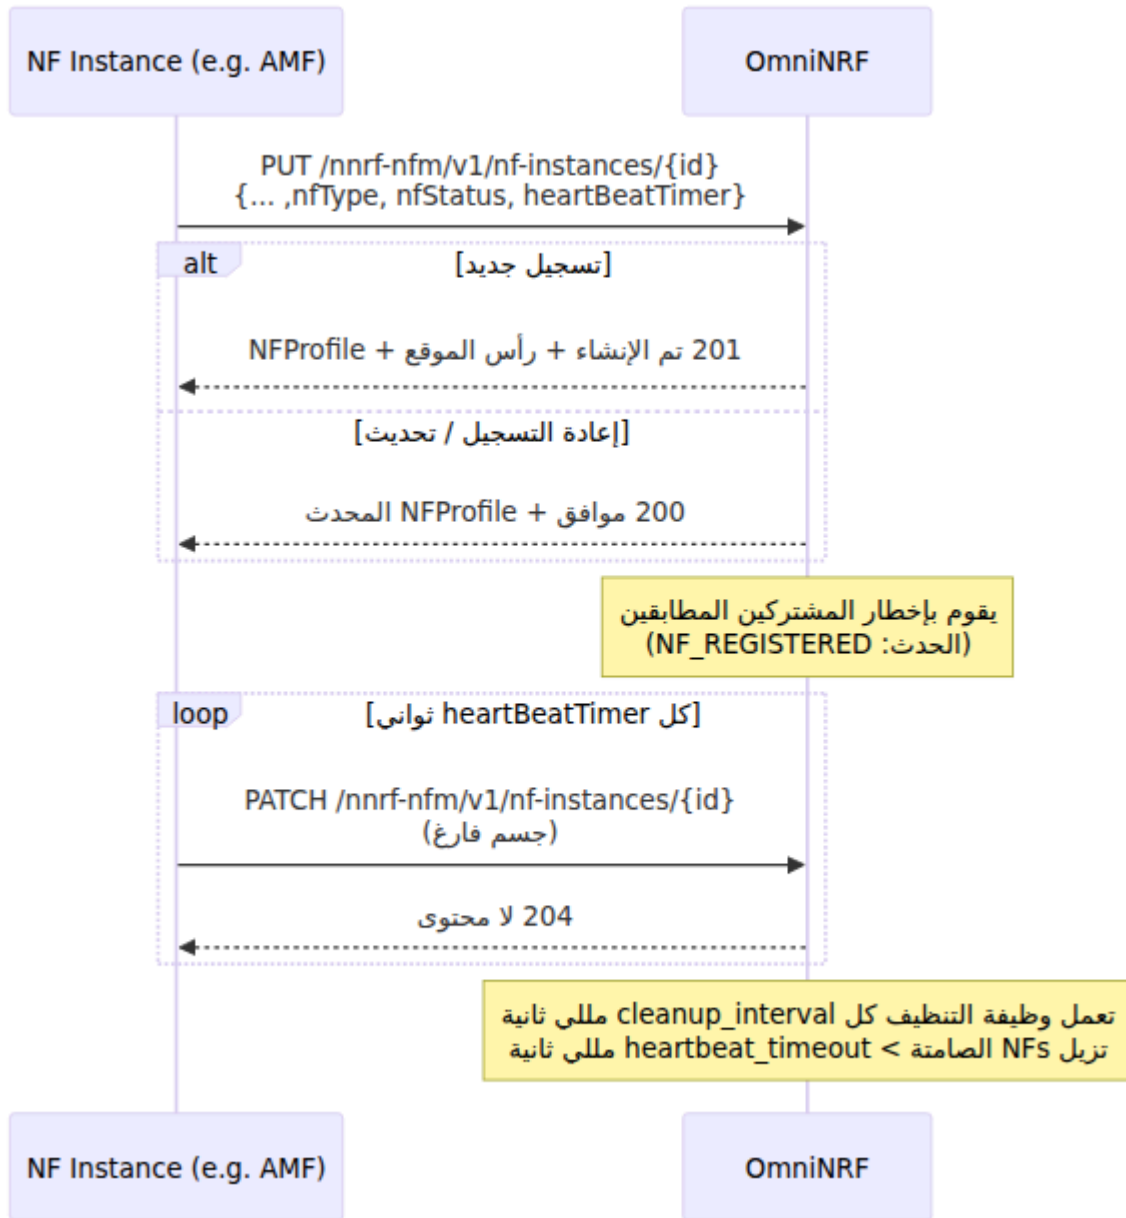 NF Instance (e.g. AMF)
OmniNRF
PUT /nnrf-nfm/v1/nf-instances/{id}
{... ,nfType, nfStatus, heartBeatTimer}
alt
[تسجيل جديد]
201 تم الإنشاء + رأس الموقع + NFProfile
[إعادة التسجيل / تحديث]
200 موافق + NFProfile المحدث
يقوم بإخطار المشتركين المطابقين
(الحدث: NF_REGISTERED)
loop
[كل heartBeatTimer ثواني]
PATCH /nnrf-nfm/v1/nf-instances/{id}
(جسم فارغ)
204 لا محتوى
تعمل وظيفة التنظيف كل cleanup_interval مللي ثانية
تزيل NFs الصامتة > heartbeat_timeout مللي ثانية
NF Instance (e.g. AMF)
OmniNRF